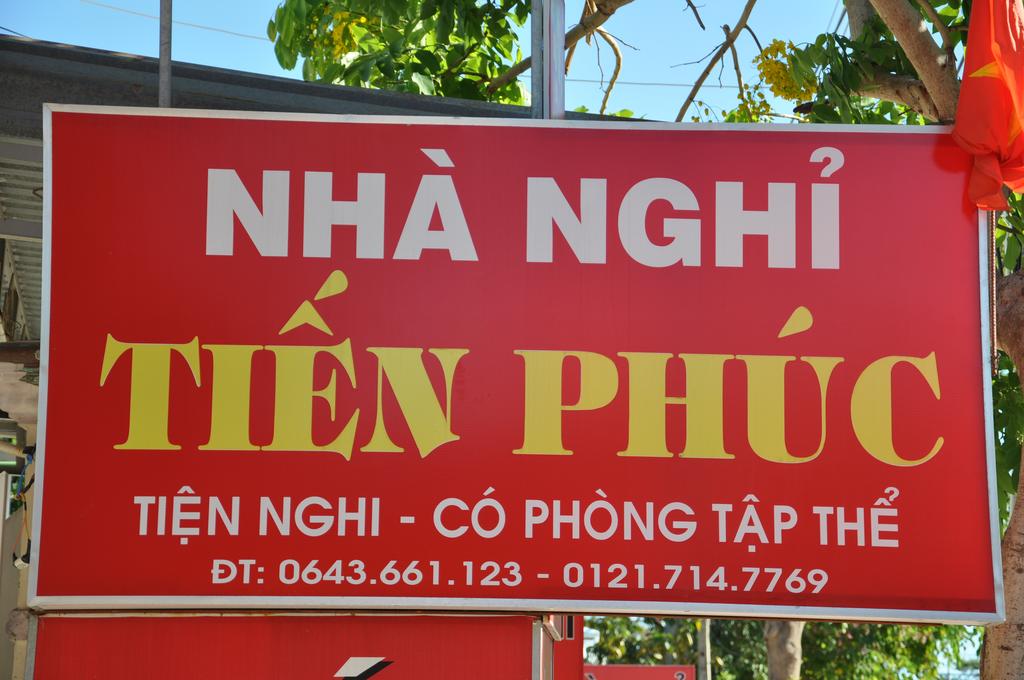 NHÀ NGHỈ
TIẾN PHÚC
TIỆN NGHI - CÓ PHÒNG TẬP THỂ
ĐT: 0643.661.123 - 0121.714.7769